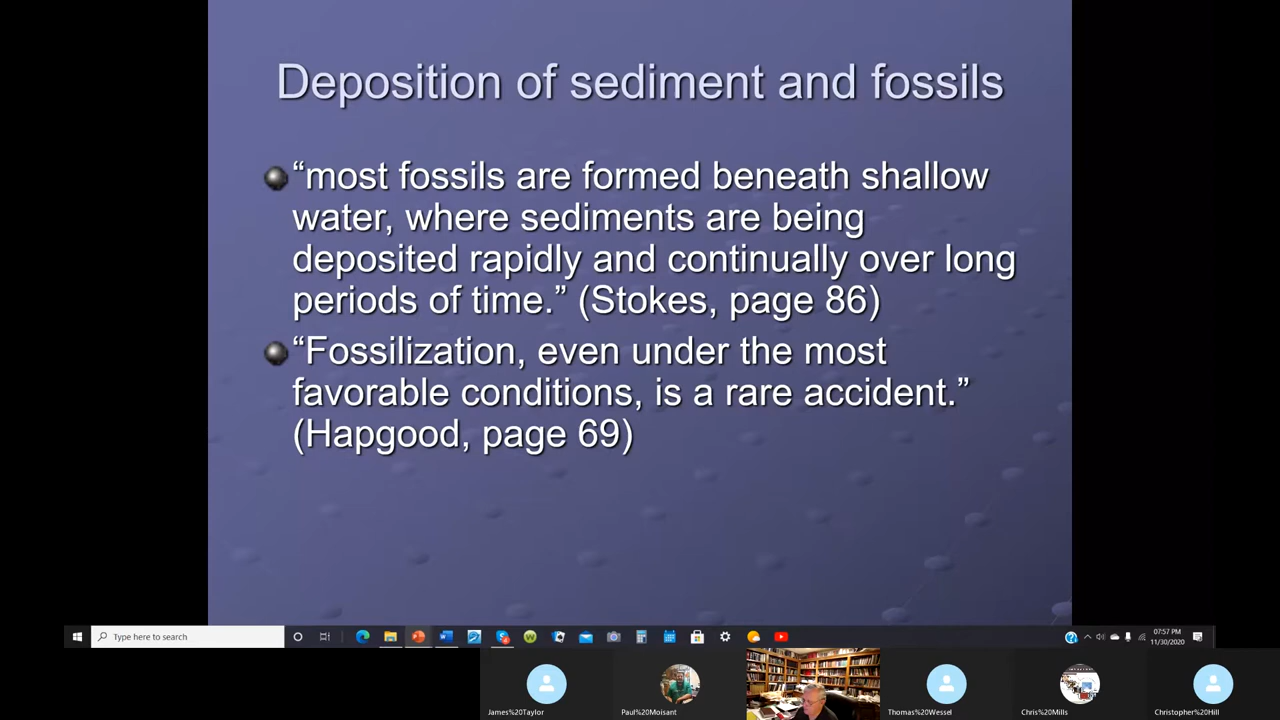 Deposition of sediment and fossils
“most fossils are formed beneath shallow
water, where sediments are being
deposited rapidly and continually over long
periods of time.” (Stokes, page 86)
“Fossilization, even under the most
favorable conditions, is a rare accident.”
(Hapgood, page 69)
Type here to search
07:57 PM
11/30/2020
James%20Taylor
Paul%20Moisant
Thomas%20Wessel
Chris%20Mills
Christopher%20Hill